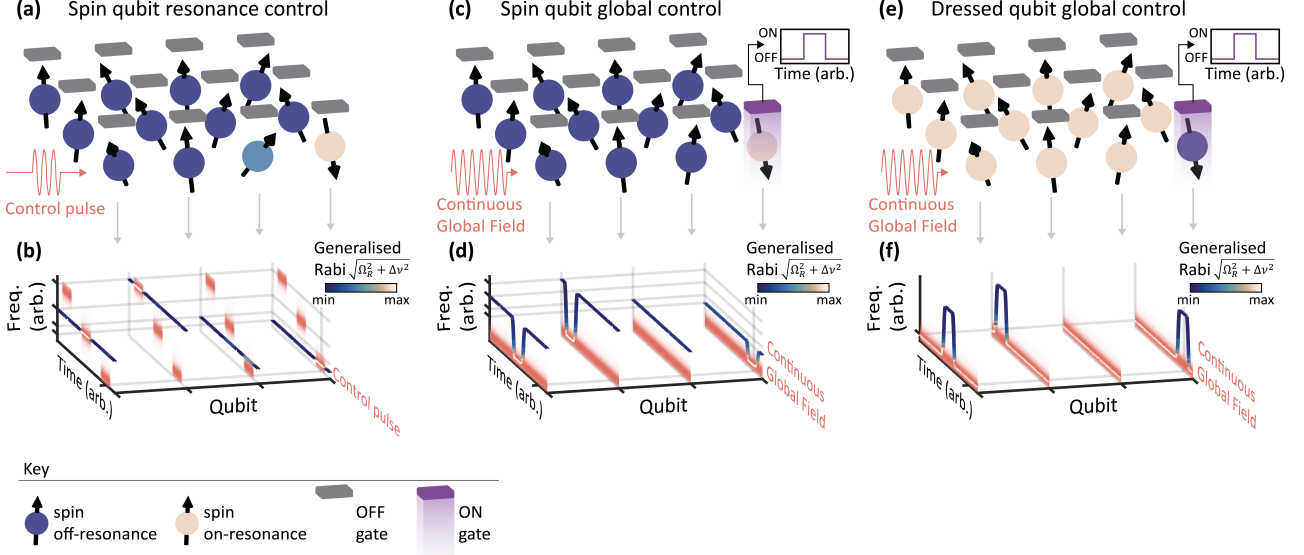 (a) Spin qubit resonance control
Control pulse
(b)
Generalised
Rabi √Ω²_R + Δν²
min max
Freq.
(arb.)
Time (arb.)
Qubit
Control pulse
(c) Spin qubit global control
ON
OFF
Time (arb.)
Continuous
Global Field
(d)
Generalised
Rabi √Ω²_R + Δν²
min max
Freq.
(arb.)
Time (arb.)
Qubit
Continuous
Global Field
(e) Dressed qubit global control
ON
OFF
Time (arb.)
Continuous
Global Field
(f)
Generalised
Rabi √Ω²_R + Δν²
min max
Freq.
(arb.)
Time (arb.)
Qubit
Continuous
Global Field
Key
spin
off-resonance
spin
on-resonance
OFF
gate
ON
gate